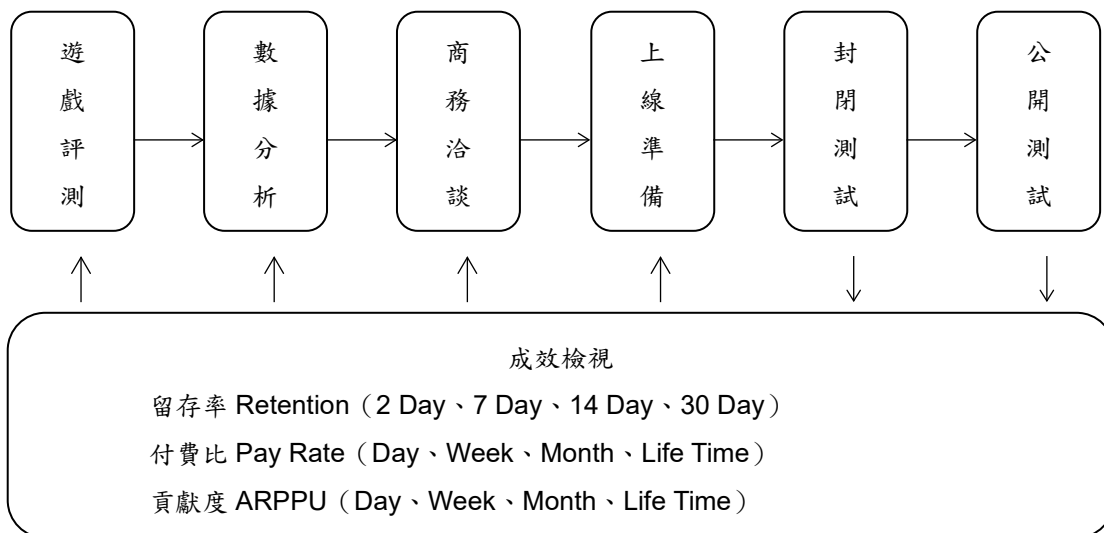 遊戲評測
數據分析
商務洽談
上線準備
封閉測試
公開測試
成效檢視
留存率 Retention（2 Day、7 Day、14 Day、30 Day）
付費比 Pay Rate（Day、Week、Month、Life Time）
貢獻度 ARPPU（Day、Week、Month、Life Time）